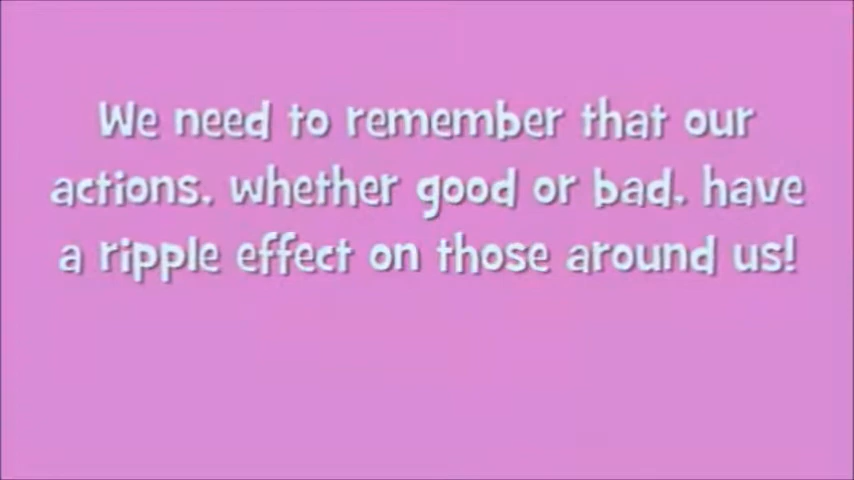 We need to remember that our
actions, whether good or bad, have
a ripple effect on those around us!